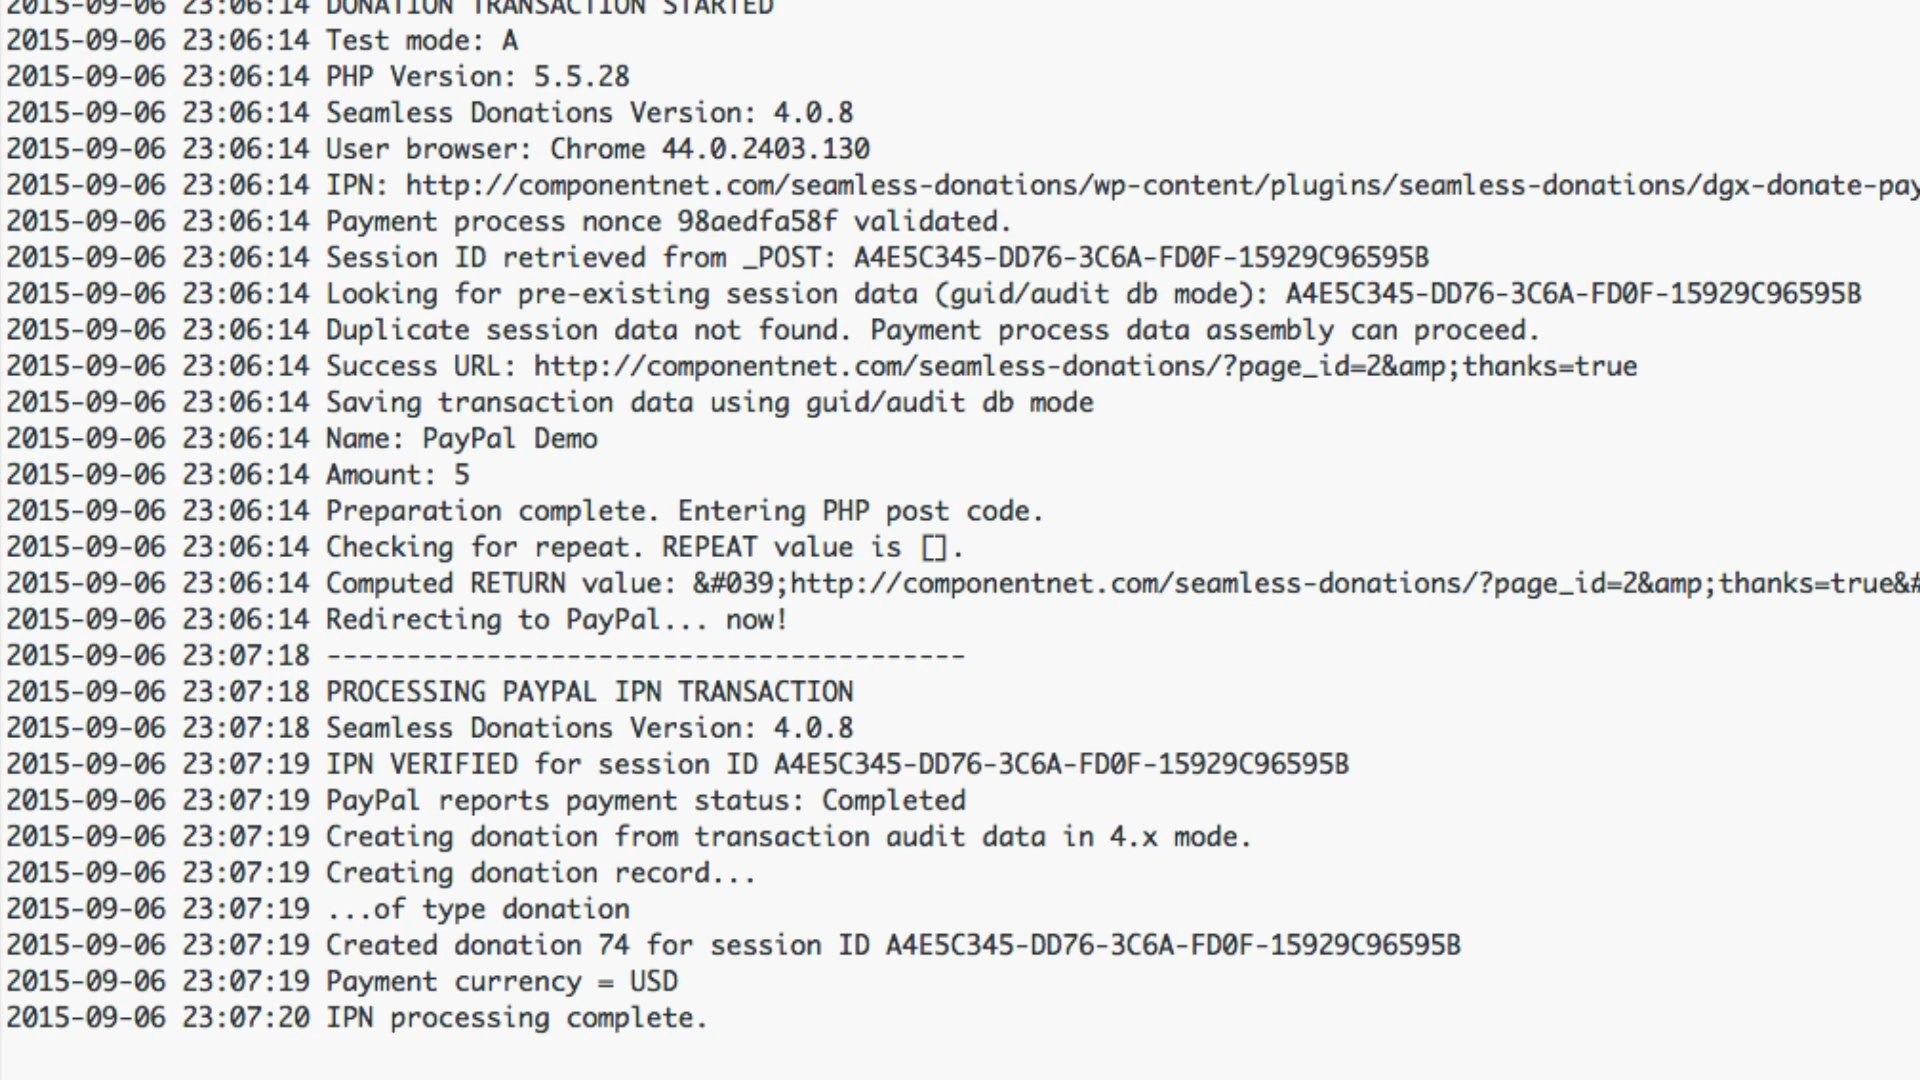 2015-09-06 23:06:14 DONATION TRANSACTION STARTED
2015-09-06 23:06:14 Test mode: A
2015-09-06 23:06:14 PHP Version: 5.5.28
2015-09-06 23:06:14 Seamless Donations Version: 4.0.8
2015-09-06 23:06:14 User browser: Chrome 44.0.2403.130
2015-09-06 23:06:14 IPN: http://componentnet.com/seamless-donations/wp-content/plugins/seamless-donations/dgx-donate-pay
2015-09-06 23:06:14 Payment process nonce 98aedfa58f validated.
2015-09-06 23:06:14 Session ID retrieved from _POST: A4E5C345-DD76-3C6A-FD0F-15929C96595B
2015-09-06 23:06:14 Looking for pre-existing session data (guid/audit db mode): A4E5C345-DD76-3C6A-FD0F-15929C96595B
2015-09-06 23:06:14 Duplicate session data not found. Payment process data assembly can proceed.
2015-09-06 23:06:14 Success URL: http://componentnet.com/seamless-donations/?page_id=2&amp;thanks=true
2015-09-06 23:06:14 Saving transaction data using guid/audit db mode
2015-09-06 23:06:14 Name: PayPal Demo
2015-09-06 23:06:14 Amount: 5
2015-09-06 23:06:14 Preparation complete. Entering PHP post code.
2015-09-06 23:06:14 Checking for repeat. REPEAT value is [].
2015-09-06 23:06:14 Computed RETURN value: &#039;http://componentnet.com/seamless-donations/?page_id=2&amp;thanks=true&#
2015-09-06 23:06:14 Redirecting to PayPal... now!
2015-09-06 23:07:18 ----------------------------------------
2015-09-06 23:07:18 PROCESSING PAYPAL IPN TRANSACTION
2015-09-06 23:07:18 Seamless Donations Version: 4.0.8
2015-09-06 23:07:19 IPN VERIFIED for session ID A4E5C345-DD76-3C6A-FD0F-15929C96595B
2015-09-06 23:07:19 PayPal reports payment status: Completed
2015-09-06 23:07:19 Creating donation from transaction audit data in 4.x mode.
2015-09-06 23:07:19 Creating donation record...
2015-09-06 23:07:19 ...of type donation
2015-09-06 23:07:19 Created donation 74 for session ID A4E5C345-DD76-3C6A-FD0F-15929C96595B
2015-09-06 23:07:19 Payment currency = USD
2015-09-06 23:07:20 IPN processing complete.